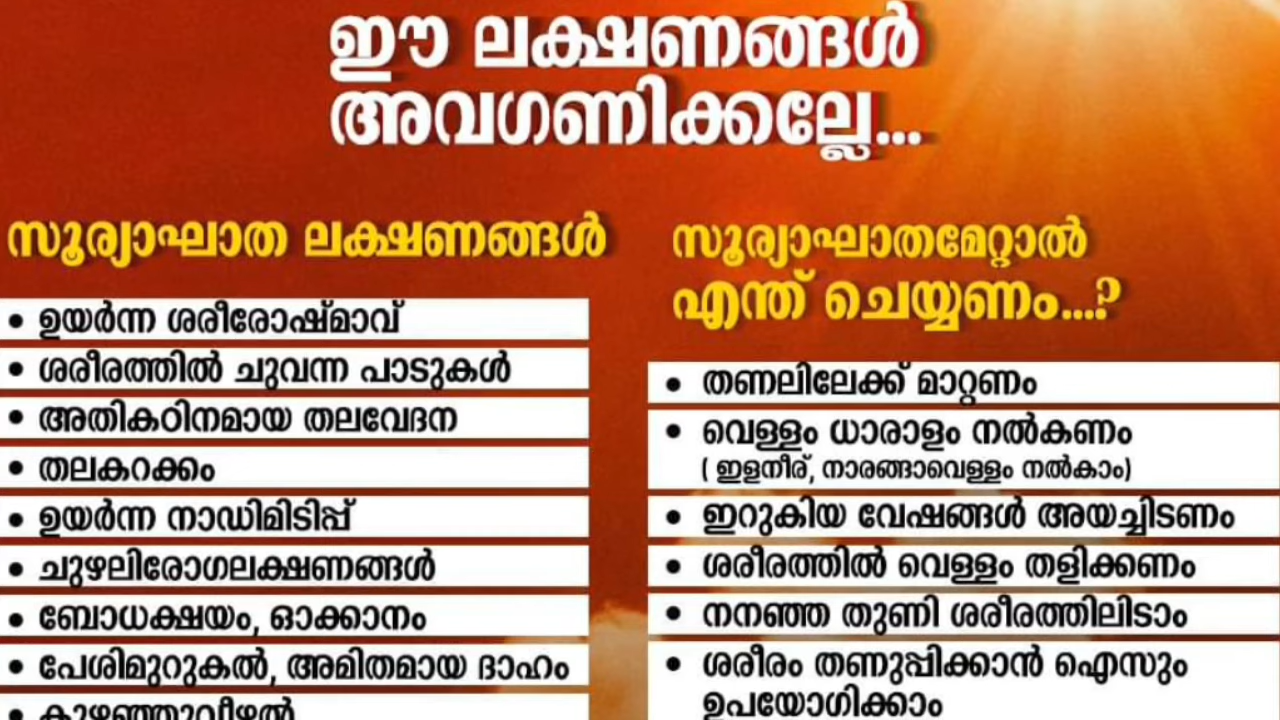 ഈ ലക്ഷണങ്ങൾ
അവഗണിക്കല്ലേ...
സൂര്യാഘാത ലക്ഷണങ്ങൾ
• ഉയർന്ന ശരീരോഷ്മാവ്
• ശരീരത്തിൽ ചുവന്ന പാടുകൾ
• അതികഠിനമായ തലവേദന
• തലകറക്കം
• ഉയർന്ന നാഡിമിടിപ്പ്
• ചുഴലിരോഗലക്ഷണങ്ങൾ
• ബോധക്ഷയം, ഓക്കാനം
• പേശിമുറുകൽ, അമിതമായ ദാഹം
• കുഴഞ്ഞുവീഴൽ
സൂര്യാഘാതമേറ്റാൽ
എന്ത് ചെയ്യണം...?
• തണലിലേക്ക് മാറ്റണം
• വെള്ളം ധാരാളം നൽകണം
( ഇളനീര്, നാരങ്ങാവെള്ളം നൽകാം)
• ഇറുകിയ വേഷങ്ങൾ അയച്ചിടണം
• ശരീരത്തിൽ വെള്ളം തളിക്കണം
• നനഞ്ഞ തുണി ശരീരത്തിലിടാം
• ശരീരം തണുപ്പിക്കാൻ ഐസും
ഉപയോഗിക്കാം